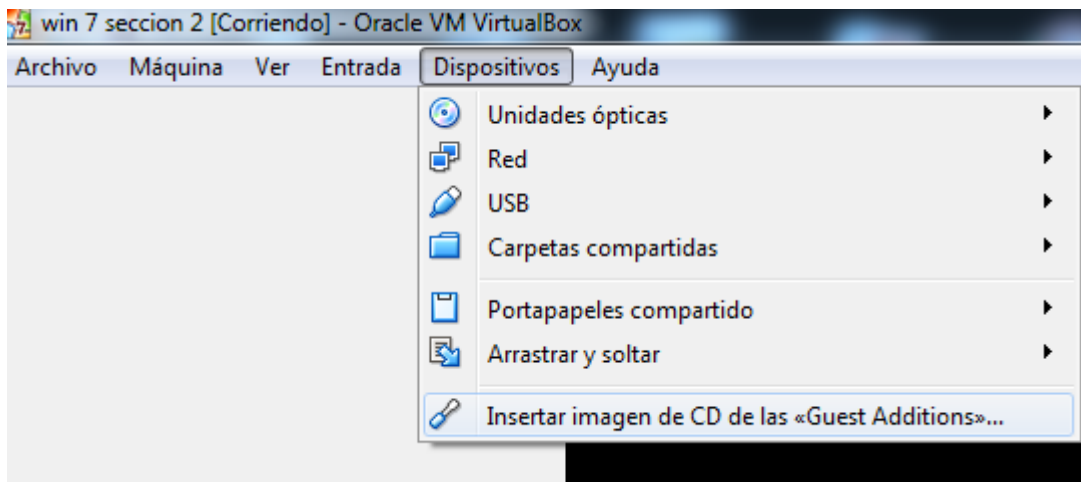 win 7 seccion 2 [Corriendo] - Oracle VM VirtualBox
Archivo Máquina Ver Entrada Dispositivos Ayuda
Unidades ópticas
Red
USB
Carpetas compartidas
Portapapeles compartido
Arrastrar y soltar
Insertar imagen de CD de las «Guest Additions»...